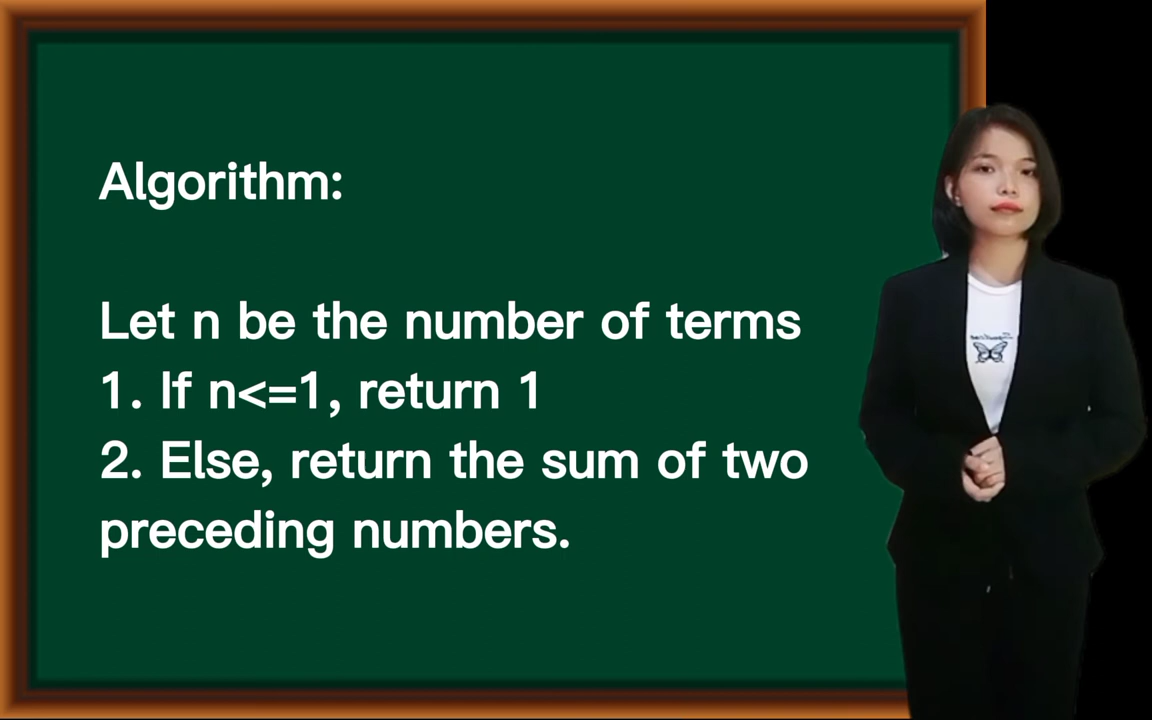 Algorithm:
Let n be the number of terms
1. If n<=1, return 1
2. Else, return the sum of two
preceding numbers.